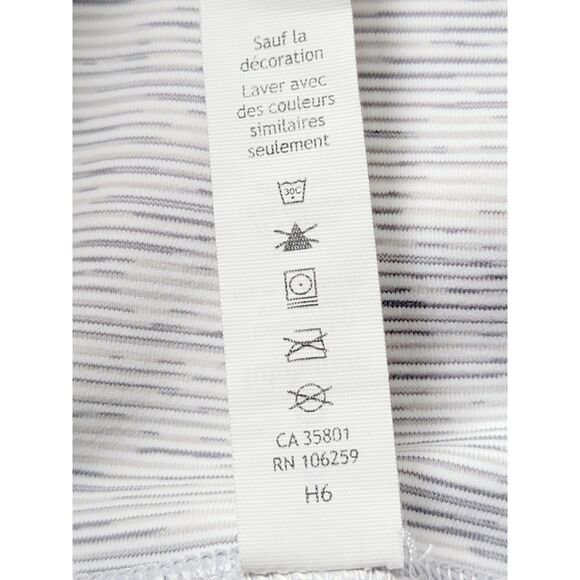 Sauf la
décoration
Laver avec
des couleurs
similaires
seulement
30C
CA 35801
RN 106259
H6